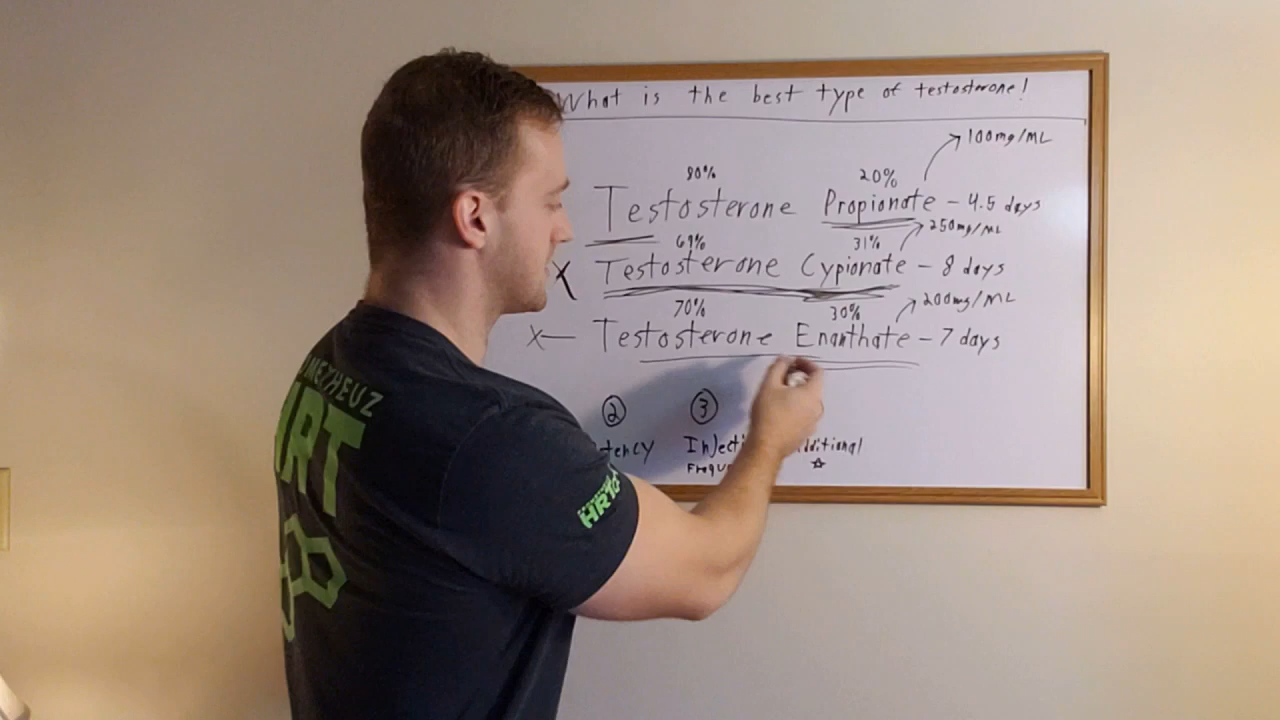 What is the best type of testosterone!
100mg/ML
80% 20%
Testosterone Propionate - 4.5 days
250mg/ML
69% 31%
X Testosterone Cypionate - 8 days
200mg/ML
70% 30%
X— Testosterone Enanthate - 7 days
② ③
tency Injecti dditional
Frequ ☆
METHEUZ
HRT
HRT